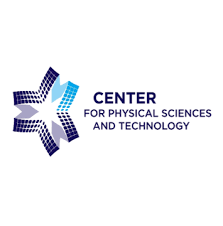 CENTER
FOR PHYSICAL SCIENCES
AND TECHNOLOGY